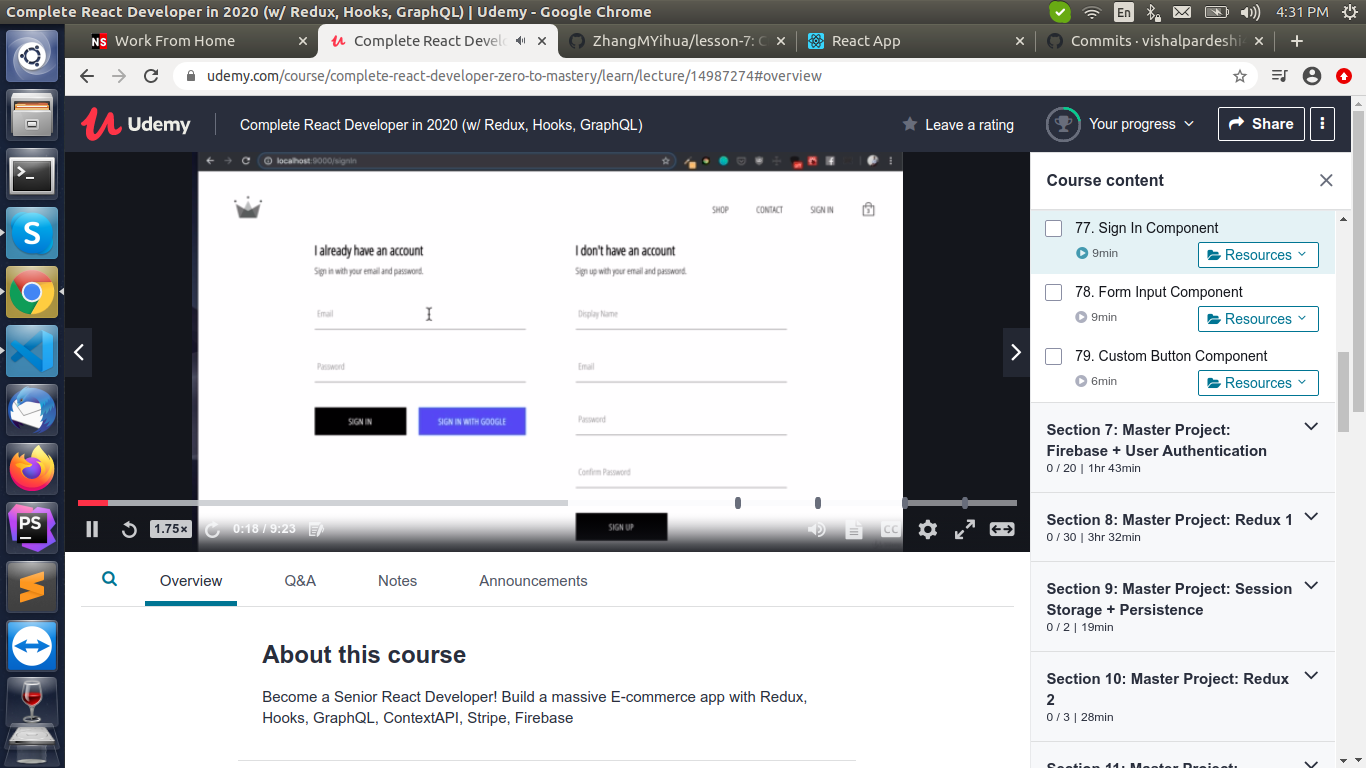 Complete React Developer in 2020 (w/ Redux, Hooks, GraphQL) | Udemy - Google Chrome
En
4:31 PM
NS Work From Home
Complete React Devel
ZhangMYihua/lesson-7: C
React App
Commits · vishalpardeshi
udemy.com/course/complete-react-developer-zero-to-mastery/learn/lecture/14987274#overview
Udemy
Complete React Developer in 2020 (w/ Redux, Hooks, GraphQL)
Leave a rating
Your progress
Share
localhost:9000/signin
SHOP
CONTACT
SIGN IN
3
I already have an account
Sign in with your email and password.
Email
Password
SIGN IN
SIGN IN WITH GOOGLE
I don't have an account
Sign up with your email and password.
Display Name
Email
Password
Confirm Password
SIGN UP
1.75×
0:18 / 9:23
CC
Course content
77. Sign In Component
9min
Resources
78. Form Input Component
9min
Resources
79. Custom Button Component
6min
Resources
Section 7: Master Project:
Firebase + User Authentication
0 / 20 | 1hr 43min
Section 8: Master Project: Redux 1
0 / 30 | 3hr 32min
Section 9: Master Project: Session
Storage + Persistence
0 / 2 | 19min
Section 10: Master Project: Redux
2
0 / 3 | 28min
Section 11: Master Project:
Overview
Q&A
Notes
Announcements
About this course
Become a Senior React Developer! Build a massive E-commerce app with Redux,
Hooks, GraphQL, ContextAPI, Stripe, Firebase
S
PS